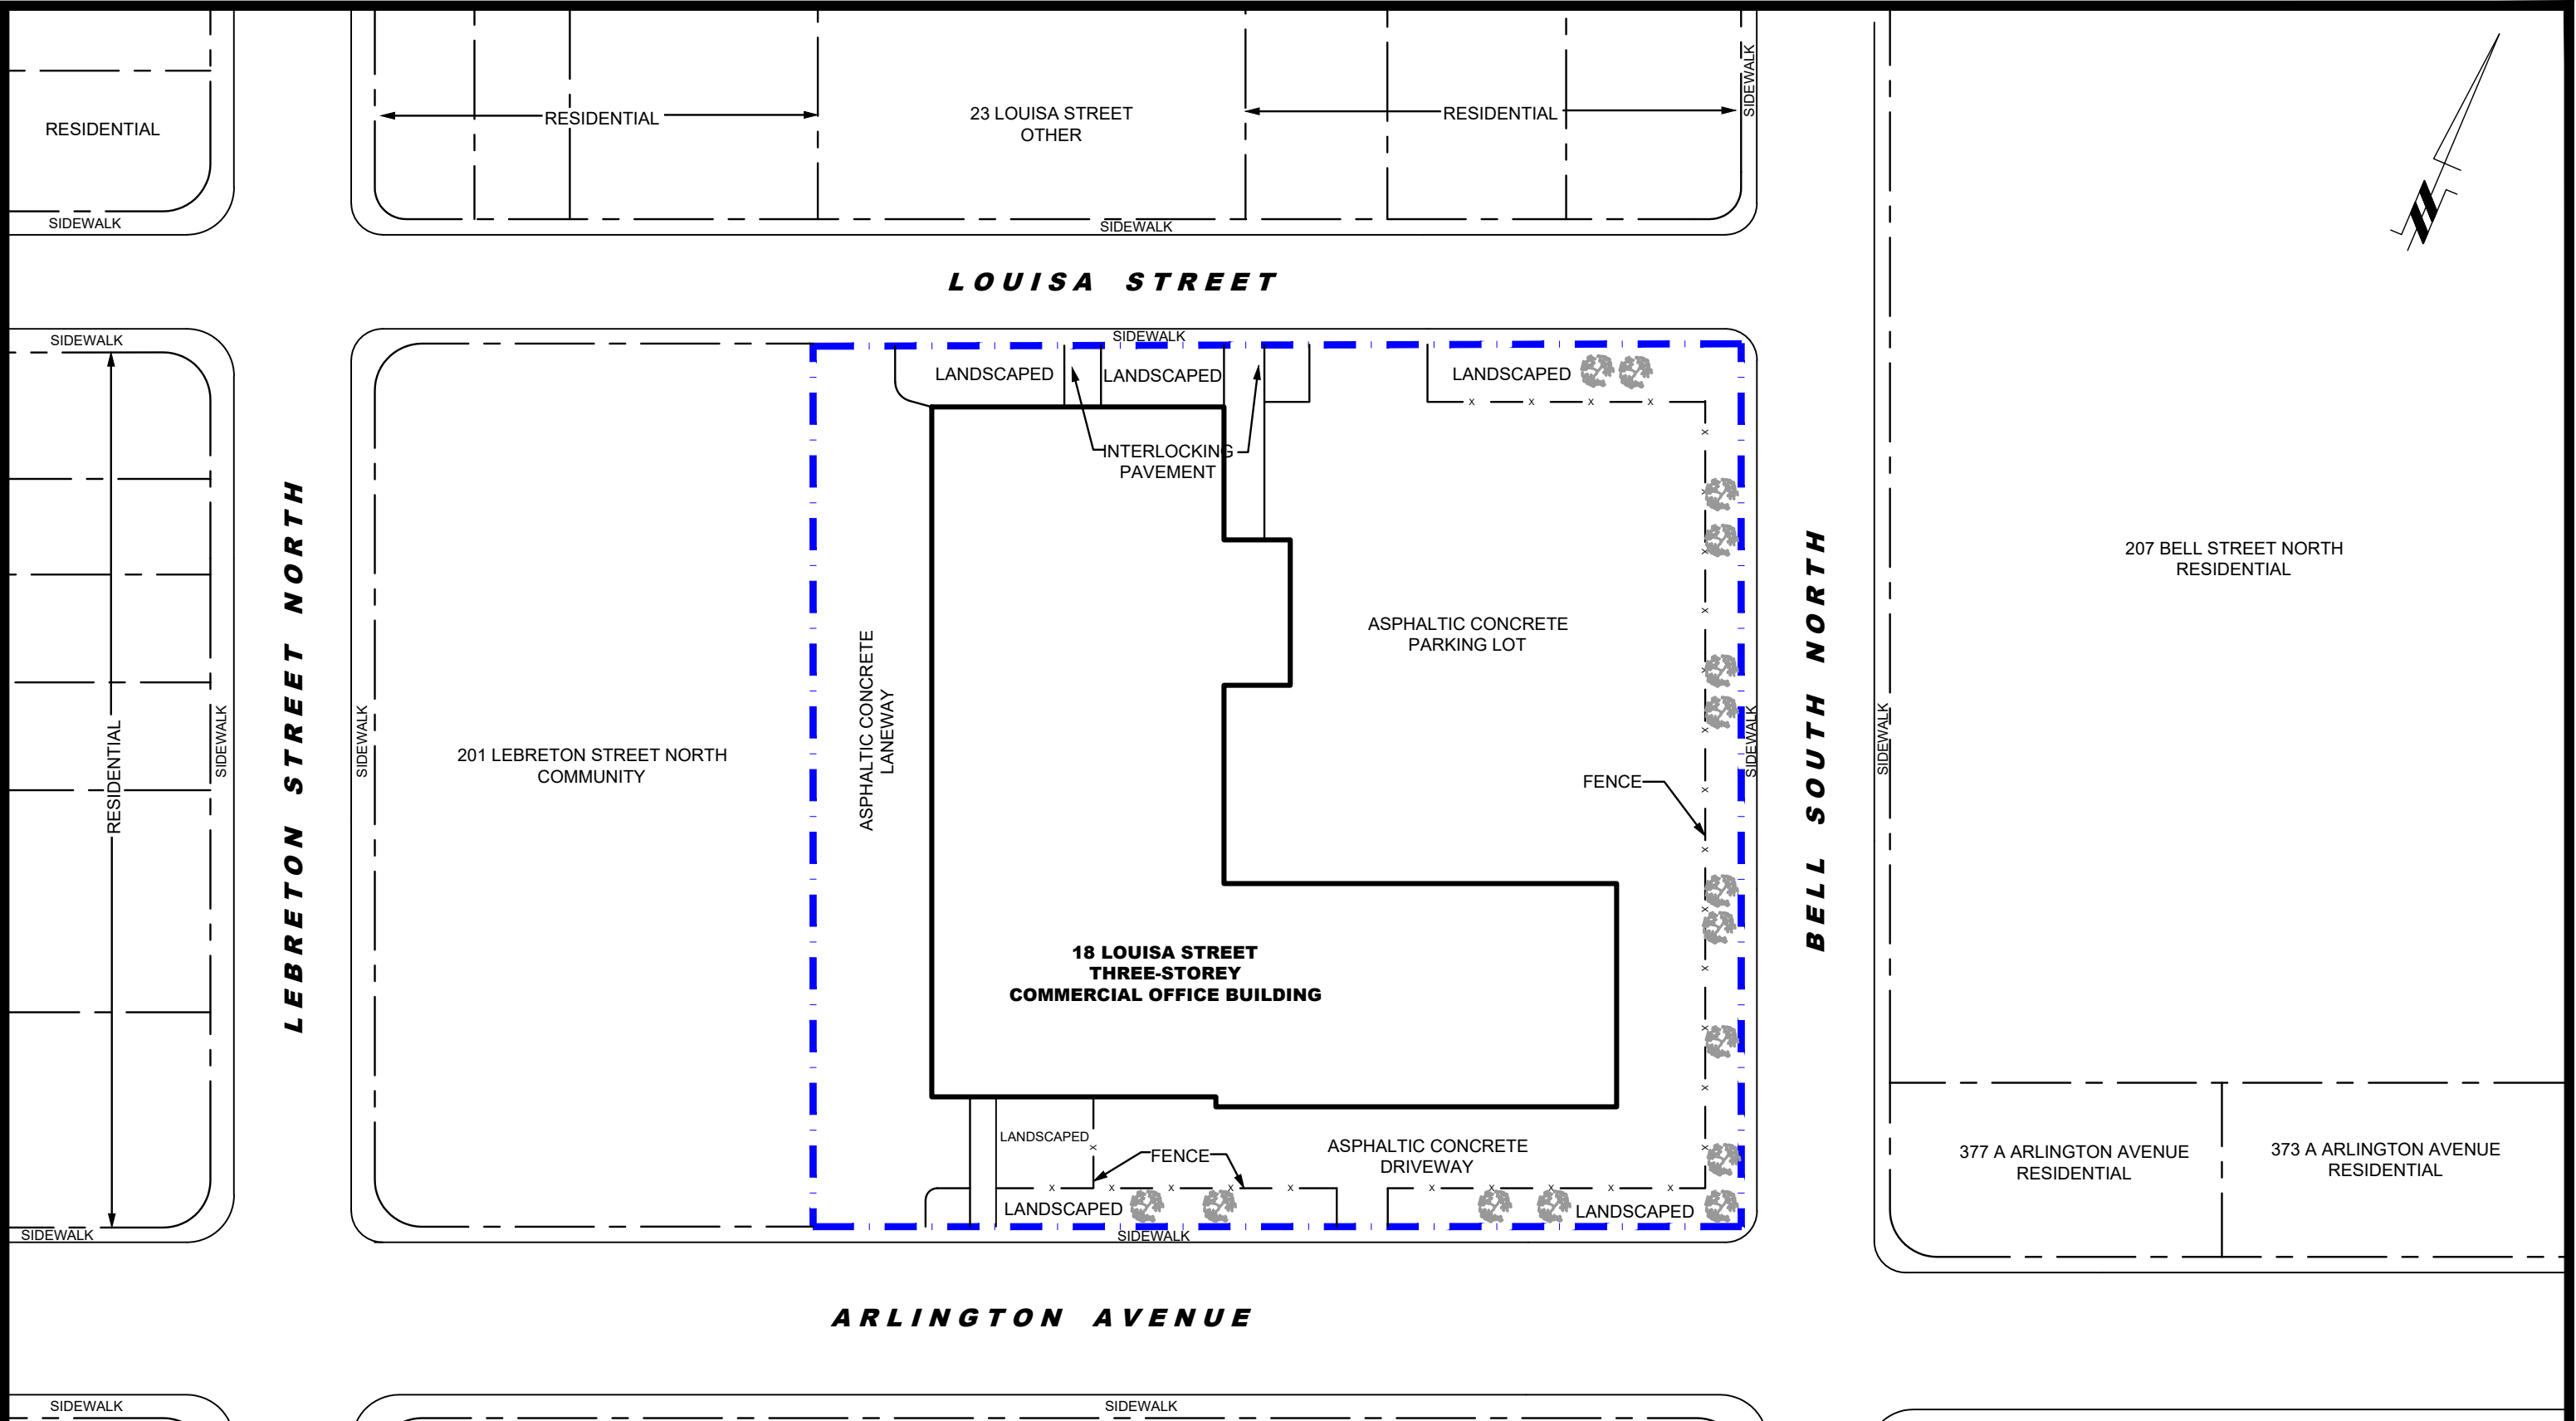 SIDEWALK
RESIDENTIAL
RESIDENTIAL
23 LOUISA STREET
OTHER
RESIDENTIAL
SIDEWALK
SIDEWALK
LOUISA STREET
SIDEWALK
SIDEWALK
LANDSCAPED
LANDSCAPED
LANDSCAPED
INTERLOCKING
PAVEMENT
LEBRETON STREET NORTH
BELL SOUTH NORTH
207 BELL STREET NORTH
RESIDENTIAL
ASPHALTIC CONCRETE
PARKING LOT
ASPHALTIC CONCRETE
LANEWAY
RESIDENTIAL
SIDEWALK
SIDEWALK
201 LEBRETON STREET NORTH
COMMUNITY
FENCE
SIDEWALK
SIDEWALK
18 LOUISA STREET
THREE-STOREY
COMMERCIAL OFFICE BUILDING
LANDSCAPED
FENCE
ASPHALTIC CONCRETE
DRIVEWAY
377 A ARLINGTON AVENUE
RESIDENTIAL
373 A ARLINGTON AVENUE
RESIDENTIAL
LANDSCAPED
LANDSCAPED
SIDEWALK
SIDEWALK
ARLINGTON AVENUE
SIDEWALK
SIDEWALK